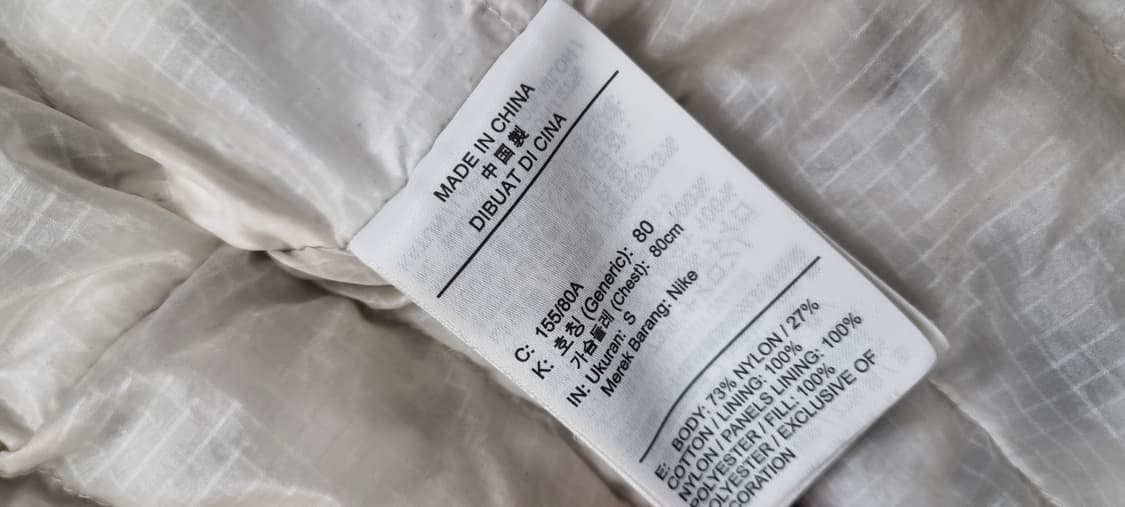 MADE IN CHINA
中国製
DIBUAT DI CINA
C: 155/80A
K: 호칭 (Generic): 80
가슴둘레 (Chest): 80cm
IN: Ukuran: S
Merek Barang: Nike
E: BODY: 73% NYLON / 27%
COTTON / LINING: 100%
NYLON / PANELS LINING: 100%
POLYESTER / FILL: 100%
POLYESTER / EXCLUSIVE OF
CORATION